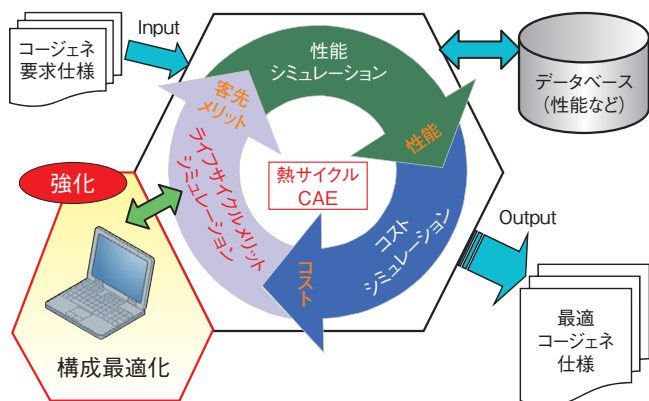 コージェネ
要求仕様
Input
性能
シミュレーション
データベース
(性能など)
客先
メリット
性能
熱サイクル
CAE
ライフサイクルメリット
シミュレーション
コスト
シミュレーション
コスト
強化
構成最適化
Output
最適
コージェネ
仕様